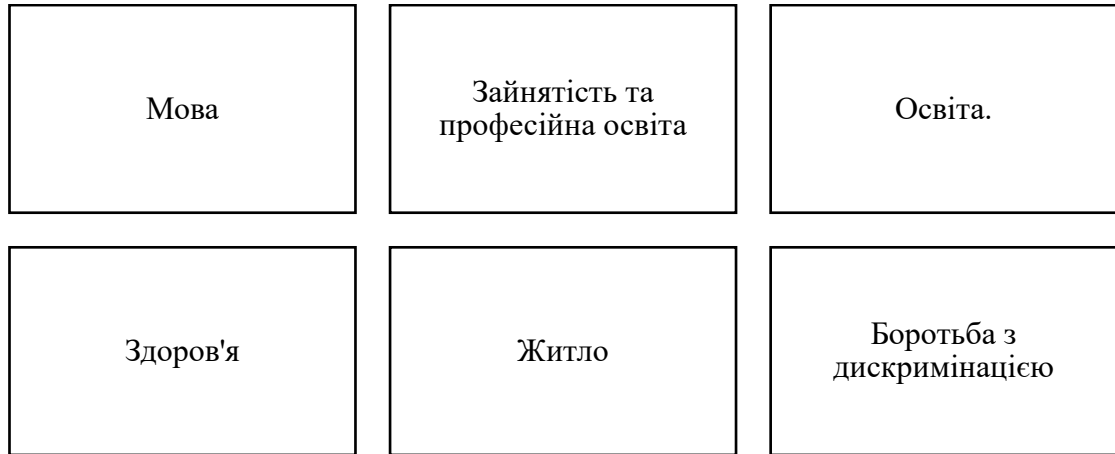 Мова
Зайнятість та
професійна освіта
Освіта.
Здоров'я
Житло
Боротьба з
дискримінацією